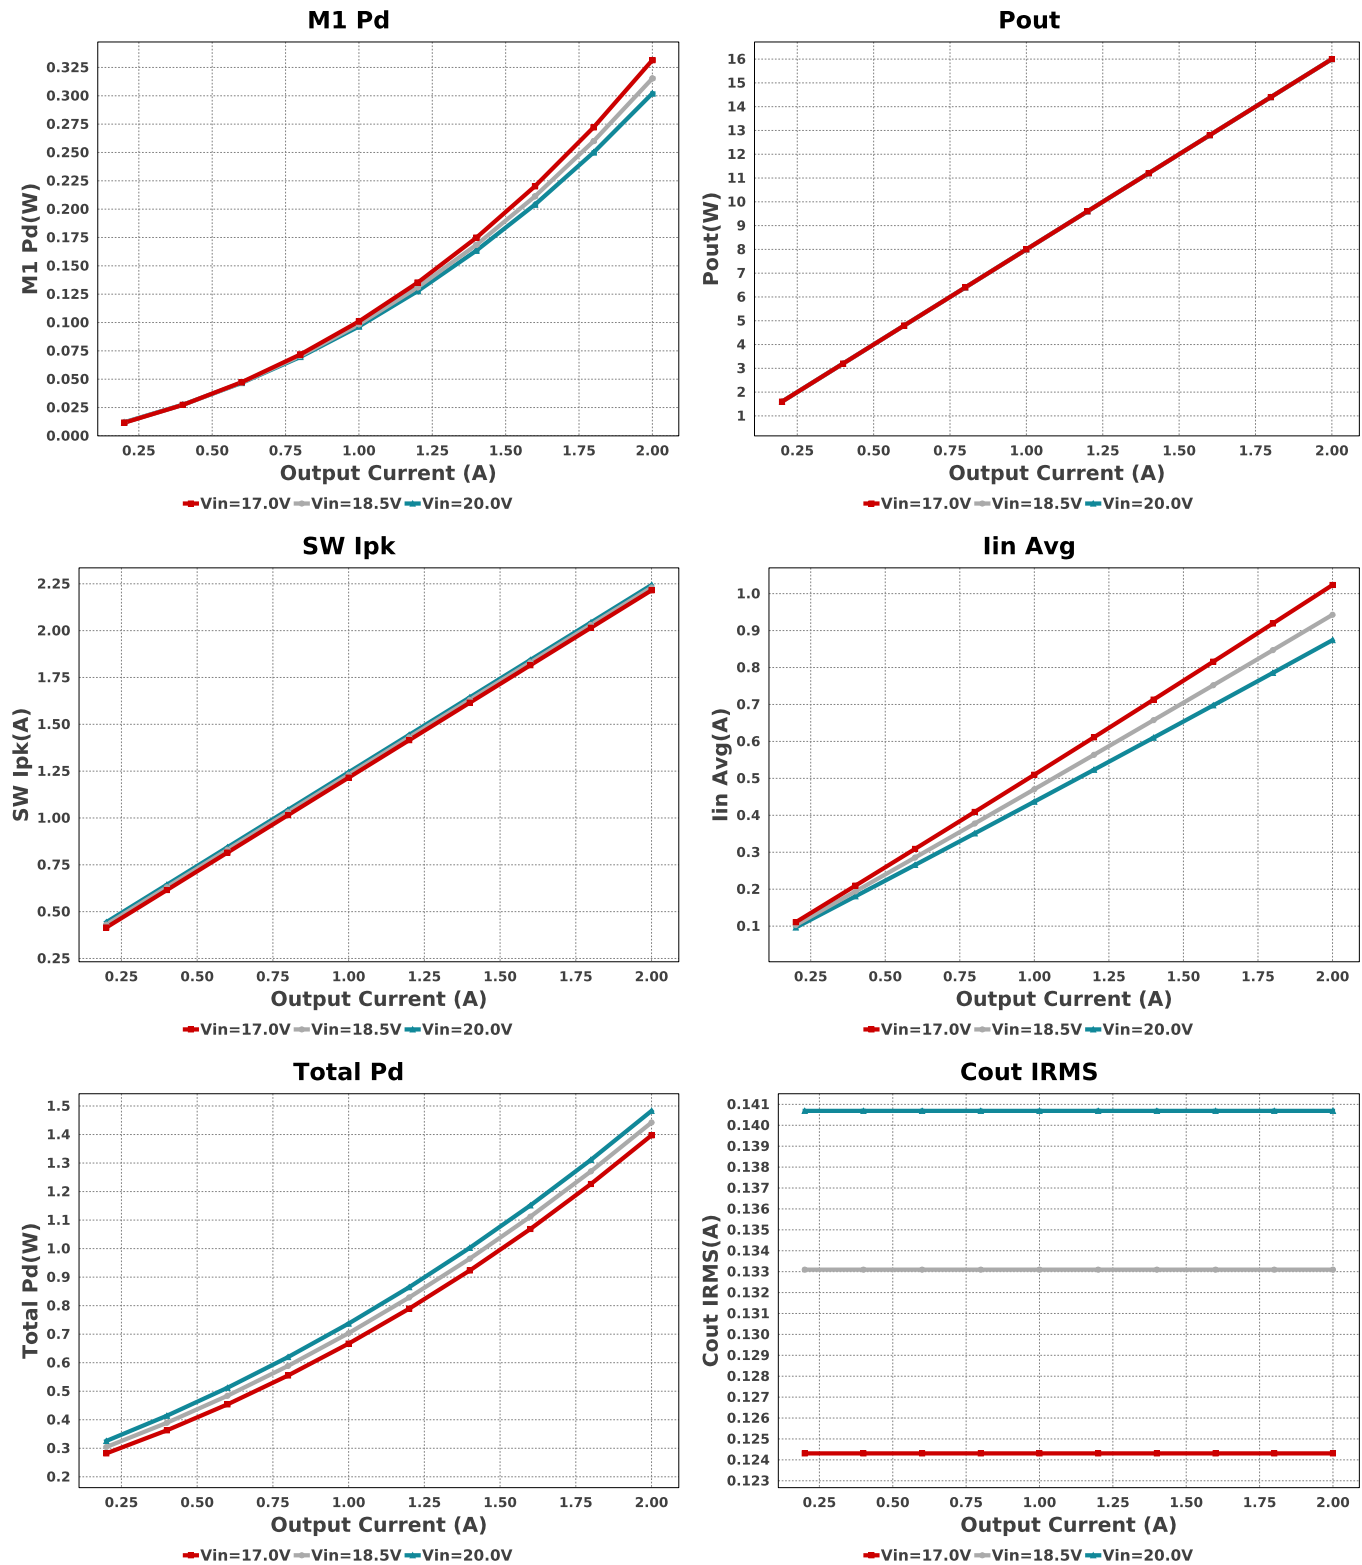 M1 Pd
0.325
0.300
0.275
0.250
0.225
0.200
0.175
0.150
0.125
0.100
0.075
0.050
0.025
0.000
M1 Pd(W)
0.25 0.50 0.75 1.00 1.25 1.50 1.75 2.00
Output Current (A)
Vin=17.0V Vin=18.5V Vin=20.0V
Pout
16
15
14
13
12
11
10
9
8
7
6
5
4
3
2
1
Pout(W)
0.25 0.50 0.75 1.00 1.25 1.50 1.75 2.00
Output Current (A)
Vin=17.0V Vin=18.5V Vin=20.0V
SW Ipk
2.25
2.00
1.75
1.50
1.25
1.00
0.75
0.50
0.25
SW Ipk(A)
0.25 0.50 0.75 1.00 1.25 1.50 1.75 2.00
Output Current (A)
Vin=17.0V Vin=18.5V Vin=20.0V
Iin Avg
1.0
0.9
0.8
0.7
0.6
0.5
0.4
0.3
0.2
0.1
Iin Avg(A)
0.25 0.50 0.75 1.00 1.25 1.50 1.75 2.00
Output Current (A)
Vin=17.0V Vin=18.5V Vin=20.0V
Total Pd
1.5
1.4
1.3
1.2
1.1
1.0
0.9
0.8
0.7
0.6
0.5
0.4
0.3
0.2
Total Pd(W)
0.25 0.50 0.75 1.00 1.25 1.50 1.75 2.00
Output Current (A)
Vin=17.0V Vin=18.5V Vin=20.0V
Cout IRMS
0.141
0.140
0.139
0.138
0.137
0.136
0.135
0.134
0.133
0.132
0.131
0.130
0.129
0.128
0.127
0.126
0.125
0.124
0.123
Cout IRMS(A)
0.25 0.50 0.75 1.00 1.25 1.50 1.75 2.00
Output Current (A)
Vin=17.0V Vin=18.5V Vin=20.0V